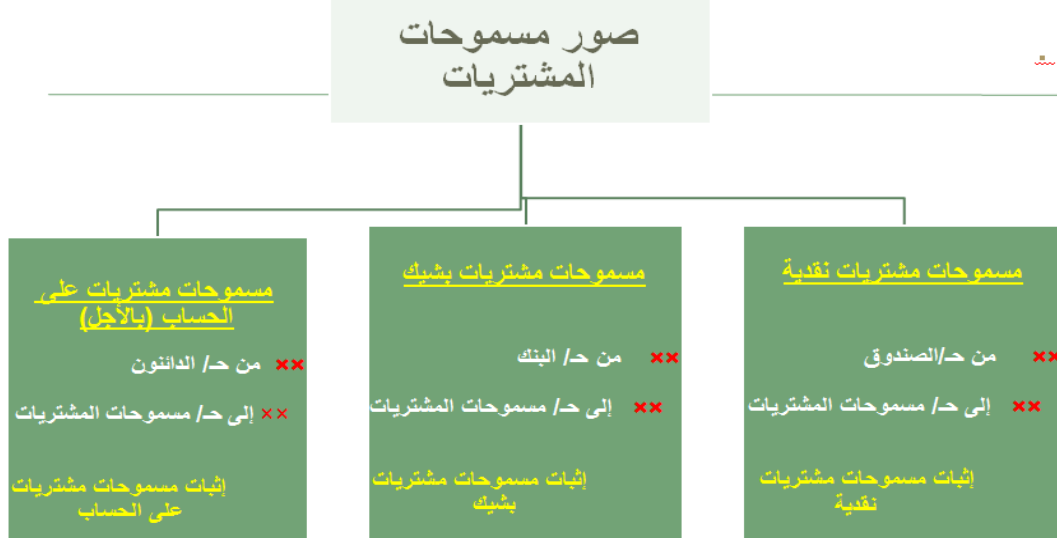 صور مسموحات
المشتريات
مسموحات مشتريات نقدية
×× من حـ/الصندوق
×× إلى حـ/ مسموحات المشتريات
إثبات مسموحات مشتريات
نقدية
مسموحات مشتريات بشيك
×× من حـ/ البنك
×× إلى حـ/ مسموحات المشتريات
إثبات مسموحات مشتريات
بشيك
مسموحات مشتريات على
الحساب (بالأجل)
×× من حـ/ الدائنون
×× إلى حـ/ مسموحات المشتريات
إثبات مسموحات مشتريات
على الحساب